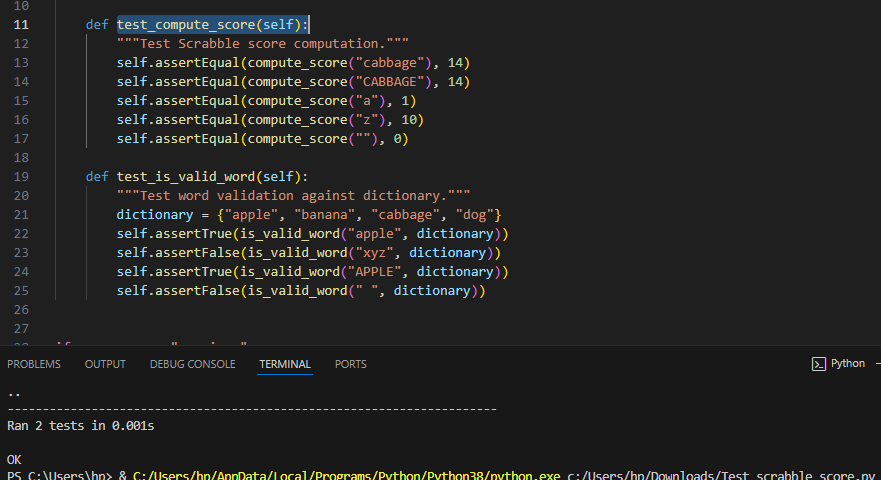 10
11 def test_compute_score(self):
12 """Test Scrabble score computation."""
13 self.assertEqual(compute_score("cabbage"), 14)
14 self.assertEqual(compute_score("CABBAGE"), 14)
15 self.assertEqual(compute_score("a"), 1)
16 self.assertEqual(compute_score("z"), 10)
17 self.assertEqual(compute_score(""), 0)
18
19 def test_is_valid_word(self):
20 """Test word validation against dictionary."""
21 dictionary = {"apple", "banana", "cabbage", "dog"}
22 self.assertTrue(is_valid_word("apple", dictionary))
23 self.assertFalse(is_valid_word("xyz", dictionary))
24 self.assertTrue(is_valid_word("APPLE", dictionary))
25 self.assertFalse(is_valid_word(" ", dictionary))
26
27
PROBLEMS OUTPUT DEBUG CONSOLE TERMINAL PORTS Python
..
----------------------------------------------------------------------
Ran 2 tests in 0.001s
OK
PS C:\Users\hp> & C:/Users/hp/AppData/Local/Programs/Python/Python38/python.exe c:/Users/hp/Downloads/Test_scrabble_score.py